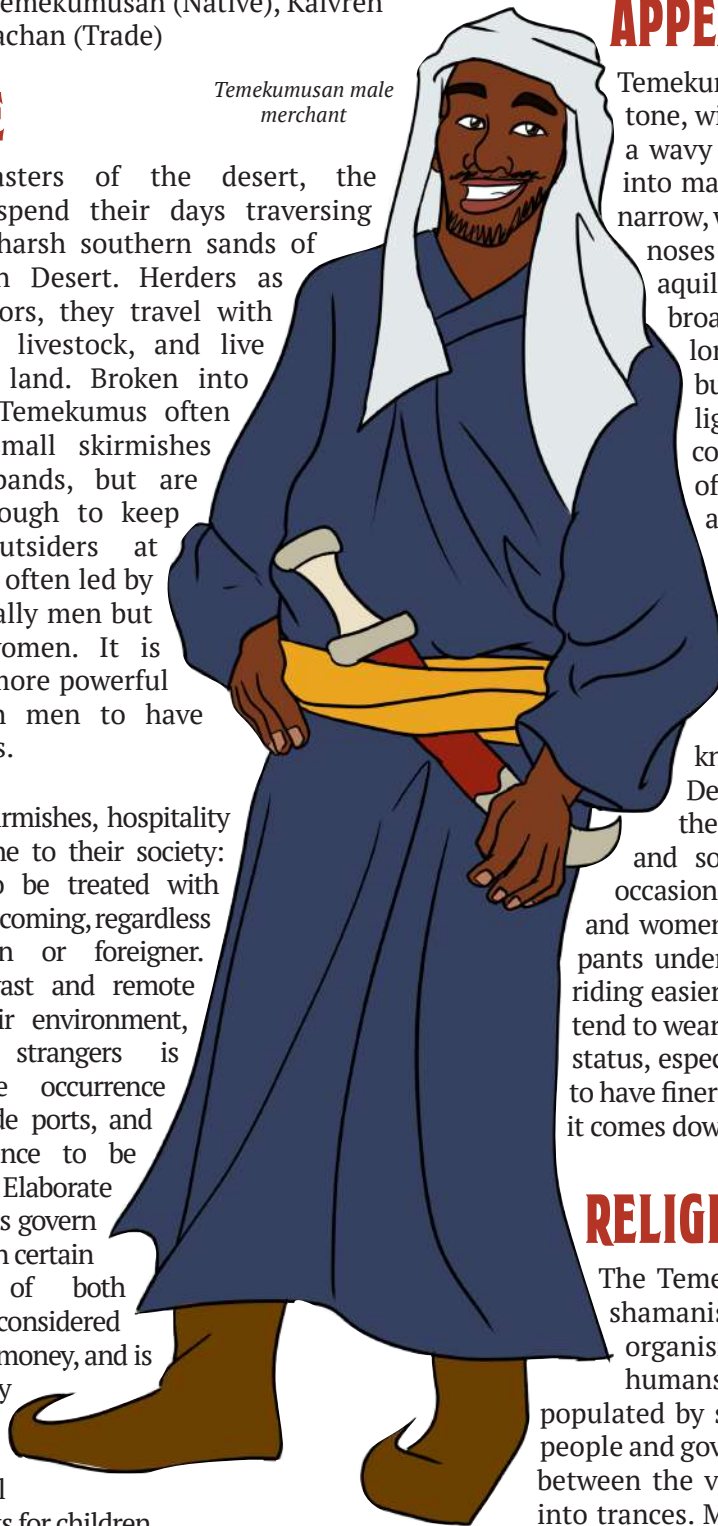 Temekumusan (Native), Kaivren
achan (Trade)
Temekumusan male
merchant
asters of the desert, the
spend their days traversing
harsh southern sands of
n Desert. Herders as
ors, they travel with
livestock, and live
land. Broken into
Temekumus often
mall skirmishes
bands, but are
ough to keep
utsiders at
often led by
ally men but
women. It is
more powerful
n men to have
s.
irmishes, hospitality
ne to their society:
o be treated with
coming, regardless
n or foreigner.
vast and remote
ir environment,
strangers is
e occurrence
de ports, and
nce to be
Elaborate
s govern
n certain
of both
considered
money, and is
y
l
s for children
APPE
Temekur
tone, wi
a wavy
into ma
narrow, w
noses
aquil
broa
lon
bu
lig
co
of
a
kn
De
the
and so
occasion
and women
pants under
riding easier
tend to wear
status, espec
to have finer
it comes dow
RELIGI
The Teme
shamanis
organis
humans
populated by s
people and gov
between the v
into trances. M